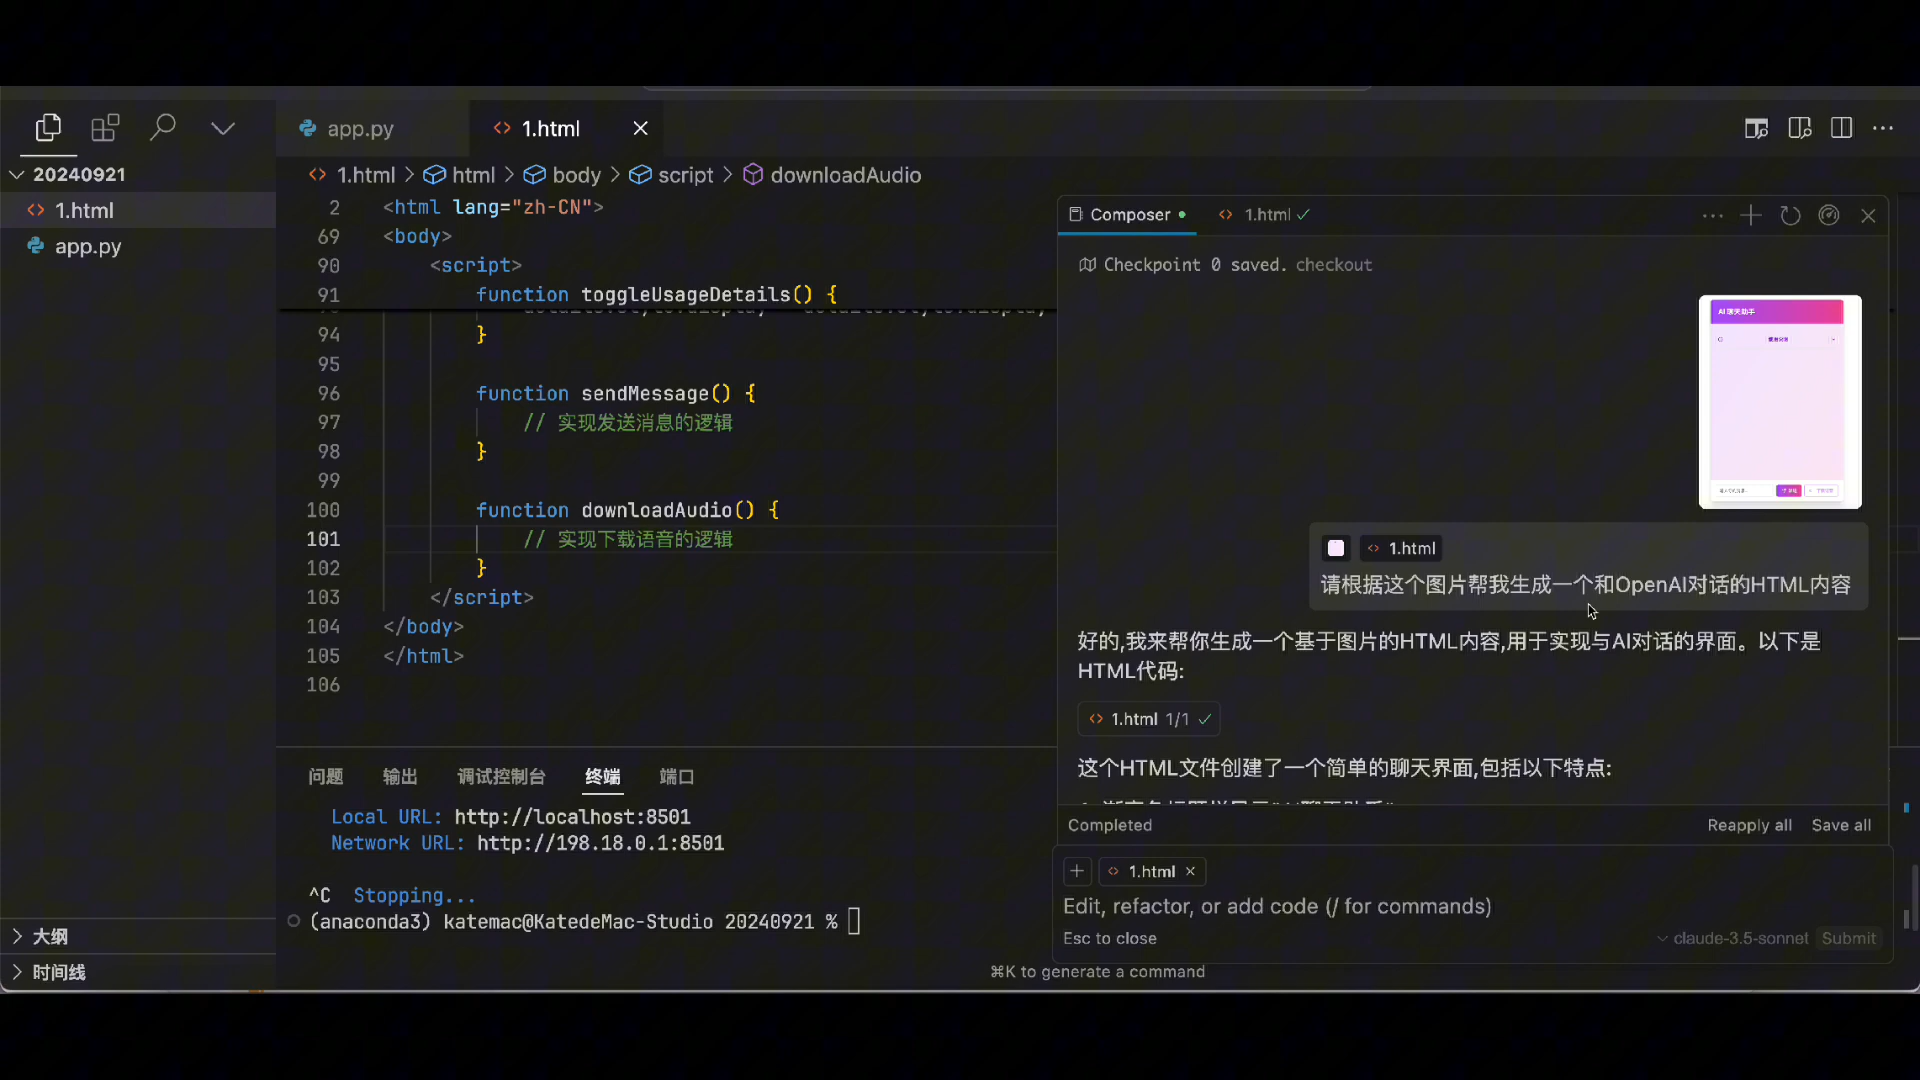 app.py
1.html
20240921
1.html
app.py
1.html > html > body > script > downloadAudio
2 <html lang="zh-CN">
69 <body>
90 <script>
91 function toggleUsageDetails() {
94 }
95
96 function sendMessage() {
97 // 实现发送消息的逻辑
98 }
99
100 function downloadAudio() {
101 // 实现下载语音的逻辑
102 }
103 </script>
104 </body>
105 </html>
106
问题 输出 调试控制台 终端 端口
Local URL: http://localhost:8501
Network URL: http://198.18.0.1:8501
^C Stopping...
(anaconda3) katemac@KatedeMac-Studio 20240921 %
大纲
时间线
Composer 1.html
Checkpoint 0 saved. checkout
AI 聊天助手
1.html
请根据这个图片帮我生成一个和OpenAI对话的HTML内容
好的,我来帮你生成一个基于图片的HTML内容,用于实现与AI对话的界面。以下是
HTML代码:
1.html 1/1
这个HTML文件创建了一个简单的聊天界面,包括以下特点:
Completed Reapply all Save all
1.html
Edit, refactor, or add code (/ for commands)
Esc to close claude-3.5-sonnet Submit
⌘K to generate a command